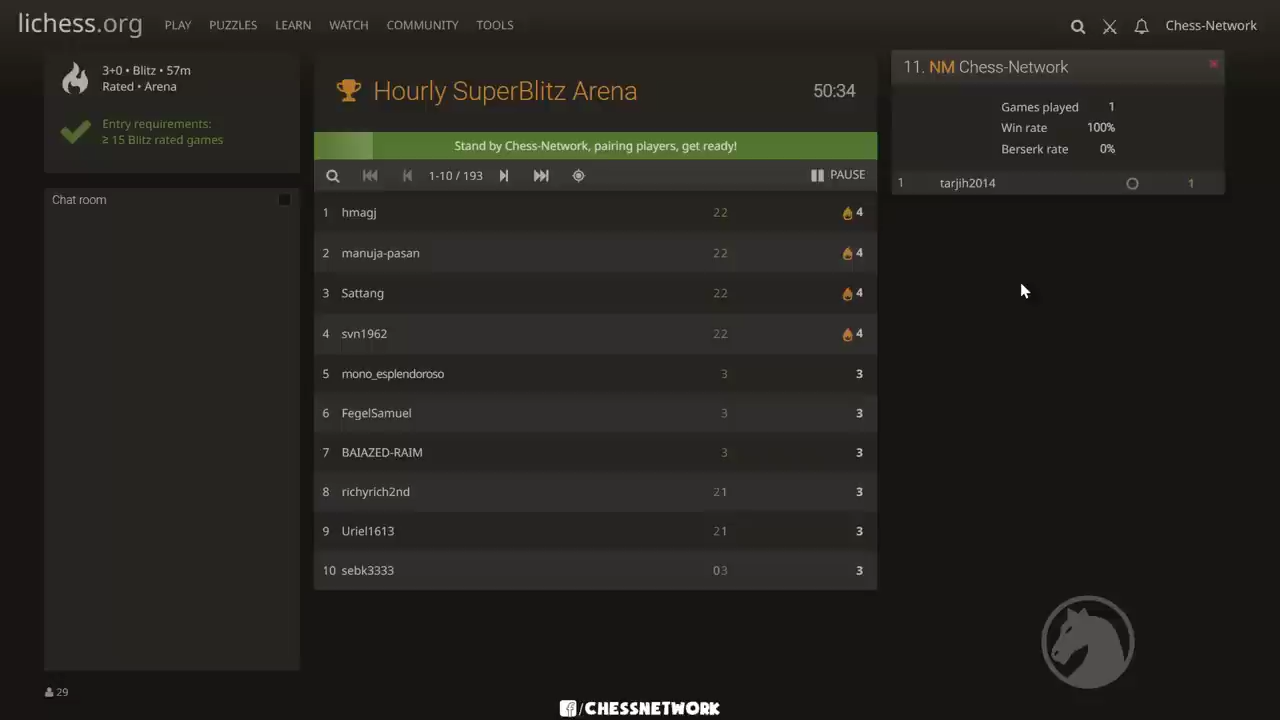 lichess.org PLAY PUZZLES LEARN WATCH COMMUNITY TOOLS Chess-Network
3+0 • Blitz • 57m
Rated • Arena
Entry requirements:
≥ 15 Blitz rated games
Chat room
29
Hourly SuperBlitz Arena 50:34
Stand by Chess-Network, pairing players, get ready!
1-10 / 193 PAUSE
1 hmagj 22 4
2 manuja-pasan 22 4
3 Sattang 22 4
4 svn1962 22 4
5 mono_esplendoroso 3 3
6 FegelSamuel 3 3
7 BAIAZED-RAIM 3 3
8 richyrich2nd 21 3
9 Uriel1613 21 3
10 sebk3333 03 3
11. NM Chess-Network
Games played 1
Win rate 100%
Berserk rate 0%
1 tarjih2014 1
f/CHESSNETWORK